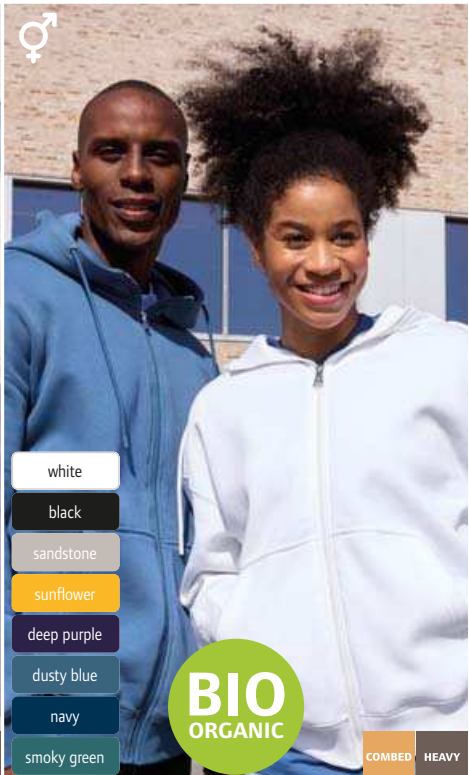 white
black
sandstone
sunflower
deep purple
dusty blue
navy
smoky green
BIO
ORGANIC
COMBED
HEAVY